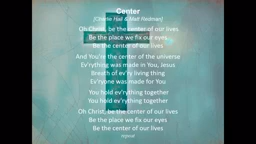 Center
(Charlie Hall & Matt Redman)
Oh Christ, be the center of our lives
Be the place we fix our eyes
Be the center of our lives
And You're the center of the universe
Ev'rything was made in You, Jesus
Breath of ev'ry living thing
Ev'ryone was made for You
You hold ev'rything together
You hold ev'rything together
Oh Christ, be the center of our lives
Be the place we fix our eyes
Be the center of our lives
repeat